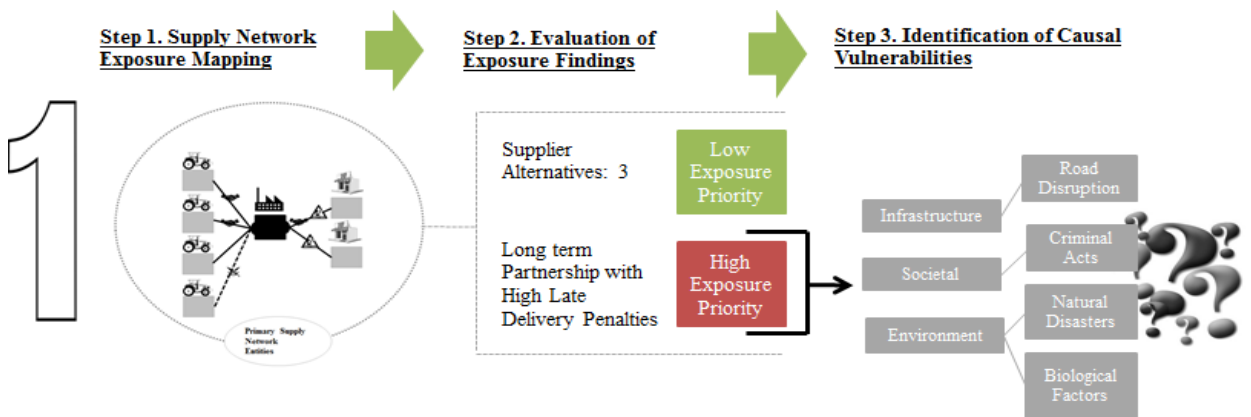 Step 1. Supply Network
Exposure Mapping
Step 2. Evaluation of
Exposure Findings
Step 3. Identification of Causal
Vulnerabilities
1
Primary Supply
Network
Entities
Supplier
Alternatives: 3
Low
Exposure
Priority
Long term
Partnership with
High Late
Delivery Penalties
High
Exposure
Priority
Infrastructure
Societal
Environment
Road
Disruption
Criminal
Acts
Natural
Disasters
Biological
Factors